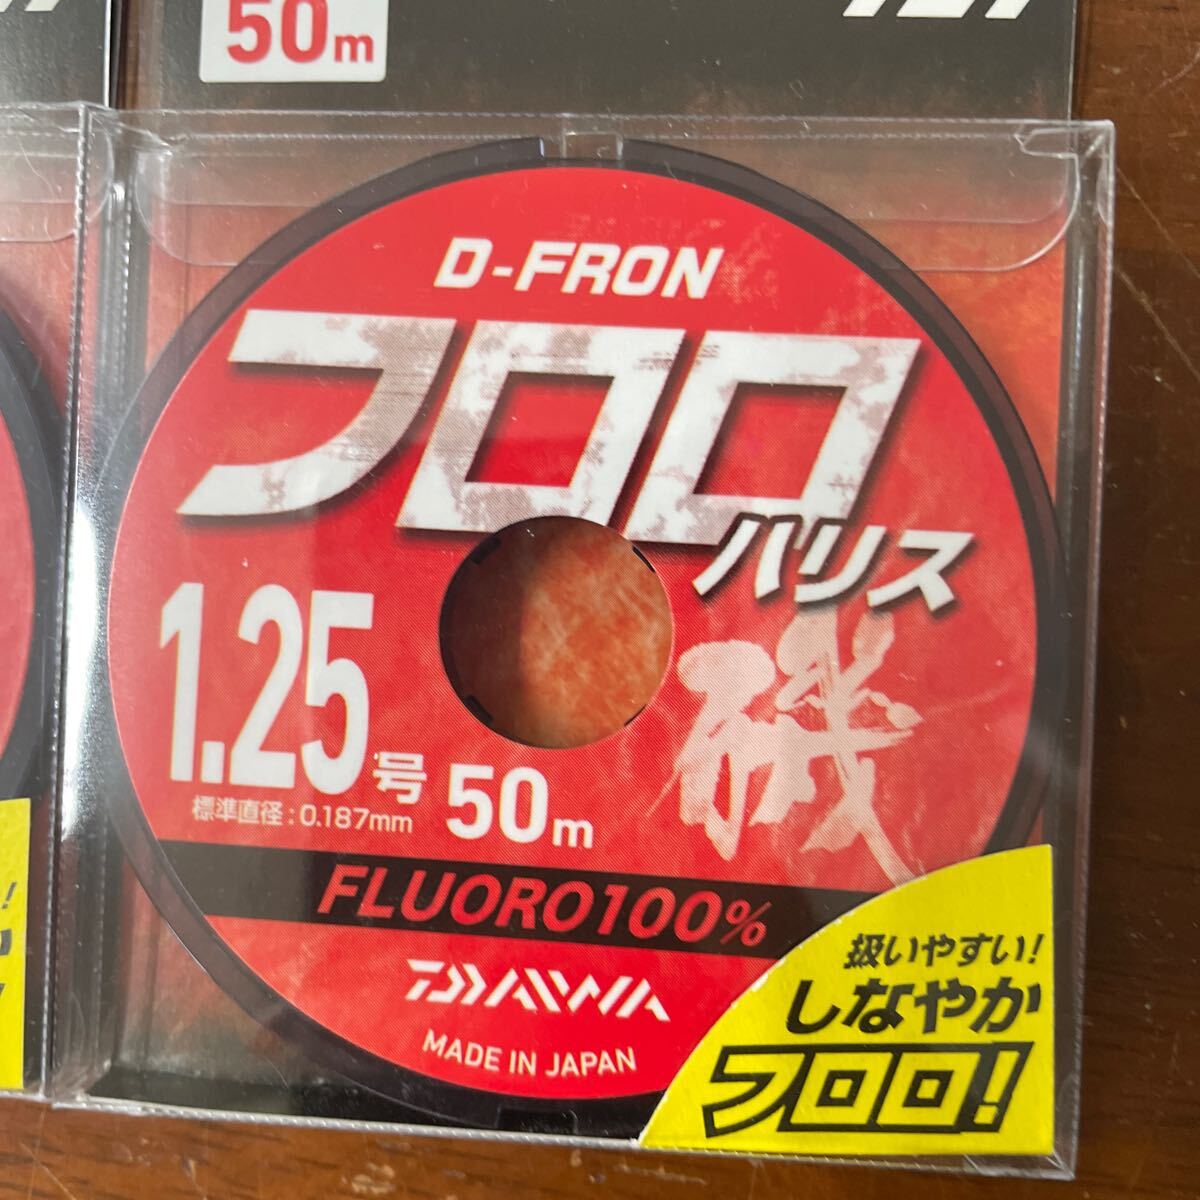 50m
D-FRON
フロロ
ハリス
磯
1.25号 50m
標準直径:0.187mm
FLUORO100%
DAIWA
MADE IN JAPAN
扱いやすい!
しなやか
フロロ!